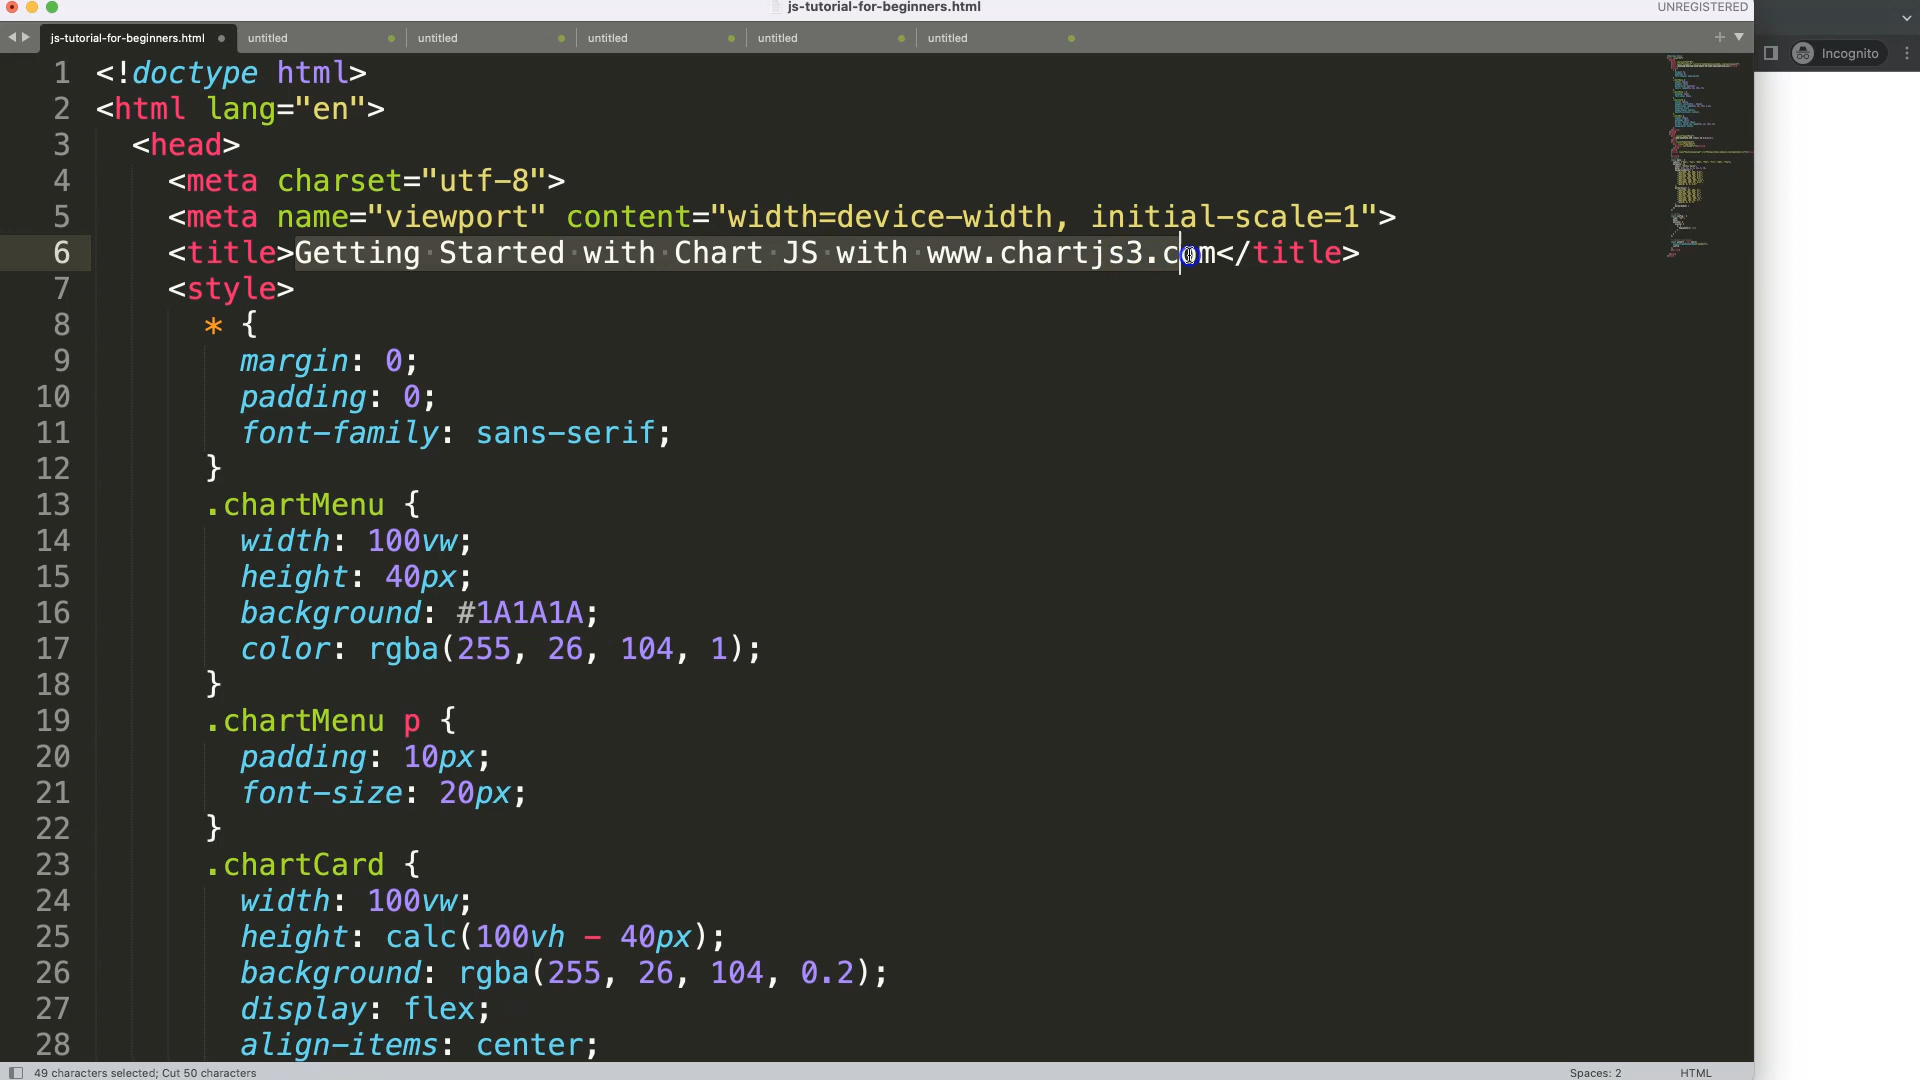 js-tutorial-for-beginners.html
UNREGISTERED
js-tutorial-for-beginners.html untitled untitled untitled untitled untitled
Incognito
1 <!doctype html>
2 <html lang="en">
3 <head>
4 <meta charset="utf-8">
5 <meta name="viewport" content="width=device-width, initial-scale=1">
6 <title>Getting Started with Chart JS with www.chartjs3.com</title>
7 <style>
8 * {
9 margin: 0;
10 padding: 0;
11 font-family: sans-serif;
12 }
13 .chartMenu {
14 width: 100vw;
15 height: 40px;
16 background: #1A1A1A;
17 color: rgba(255, 26, 104, 1);
18 }
19 .chartMenu p {
20 padding: 10px;
21 font-size: 20px;
22 }
23 .chartCard {
24 width: 100vw;
25 height: calc(100vh - 40px);
26 background: rgba(255, 26, 104, 0.2);
27 display: flex;
28 align-items: center;
49 characters selected; Cut 50 characters
Spaces: 2
HTML